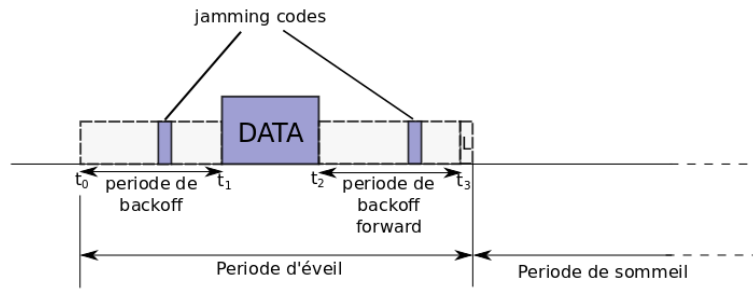 jamming codes
DATA
L
t0
periode de
backoff
t1
t2
periode de
backoff
forward
t3
Periode d'éveil
Periode de sommeil